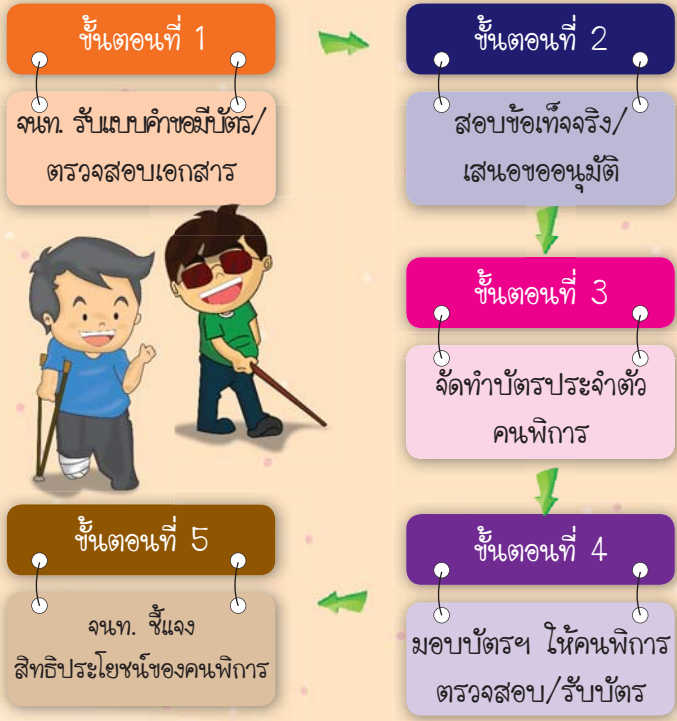 ขั้นตอนที่ 1
จนท. รับแบบคำขอมีบัตร/
ตรวจสอบเอกสาร
ขั้นตอนที่ 2
สอบข้อเท็จจริง/
เสนอขออนุมัติ
ขั้นตอนที่ 3
จัดทำบัตรประจำตัว
คนพิการ
ขั้นตอนที่ 4
มอบบัตรฯ ให้คนพิการ
ตรวจสอบ/รับบัตร
ขั้นตอนที่ 5
จนท. ชี้แจง
สิทธิประโยชน์ของคนพิการ